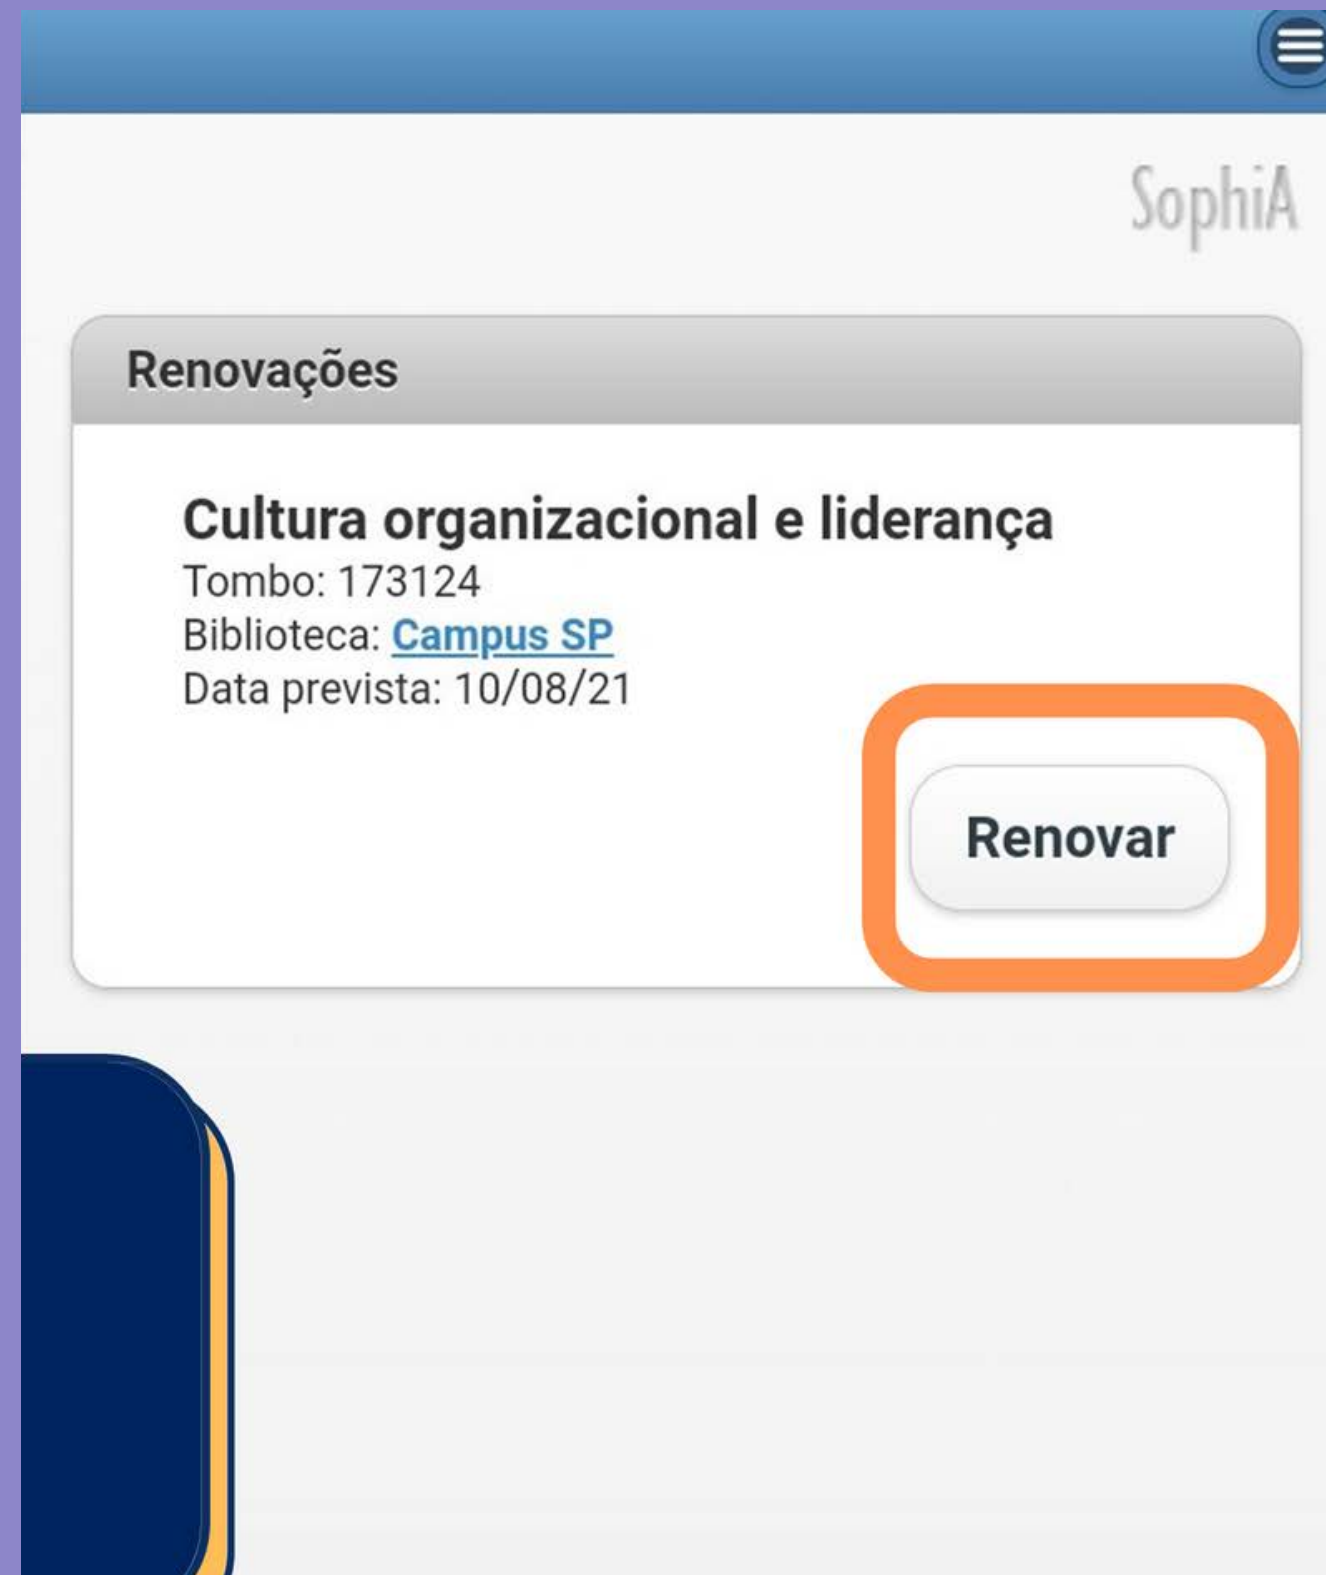 SophiA
Renovações
Cultura organizacional e liderança
Tombo: 173124
Biblioteca: Campus SP
Data prevista: 10/08/21
Renovar